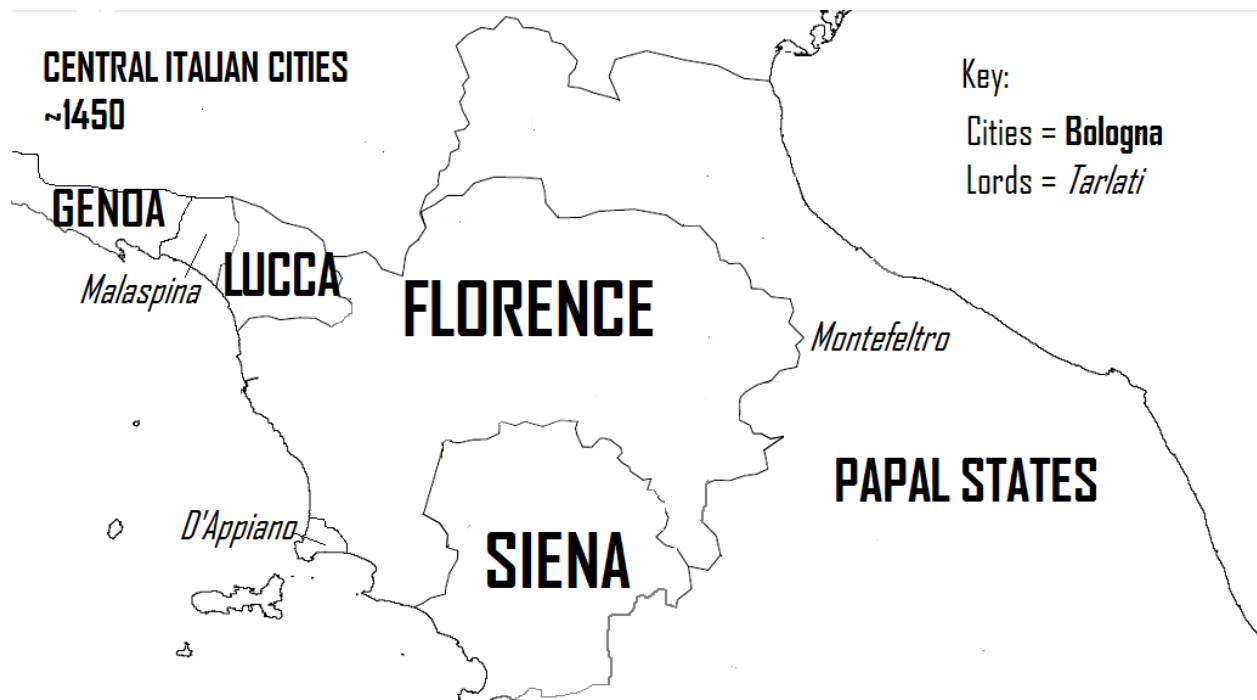 CENTRAL ITALIAN CITIES
~1450
Key:
Cities = Bologna
Lords = Tarlati
GENOA
Malaspina
LUCCA
FLORENCE
Montefeltro
PAPAL STATES
D'Appiano
SIENA